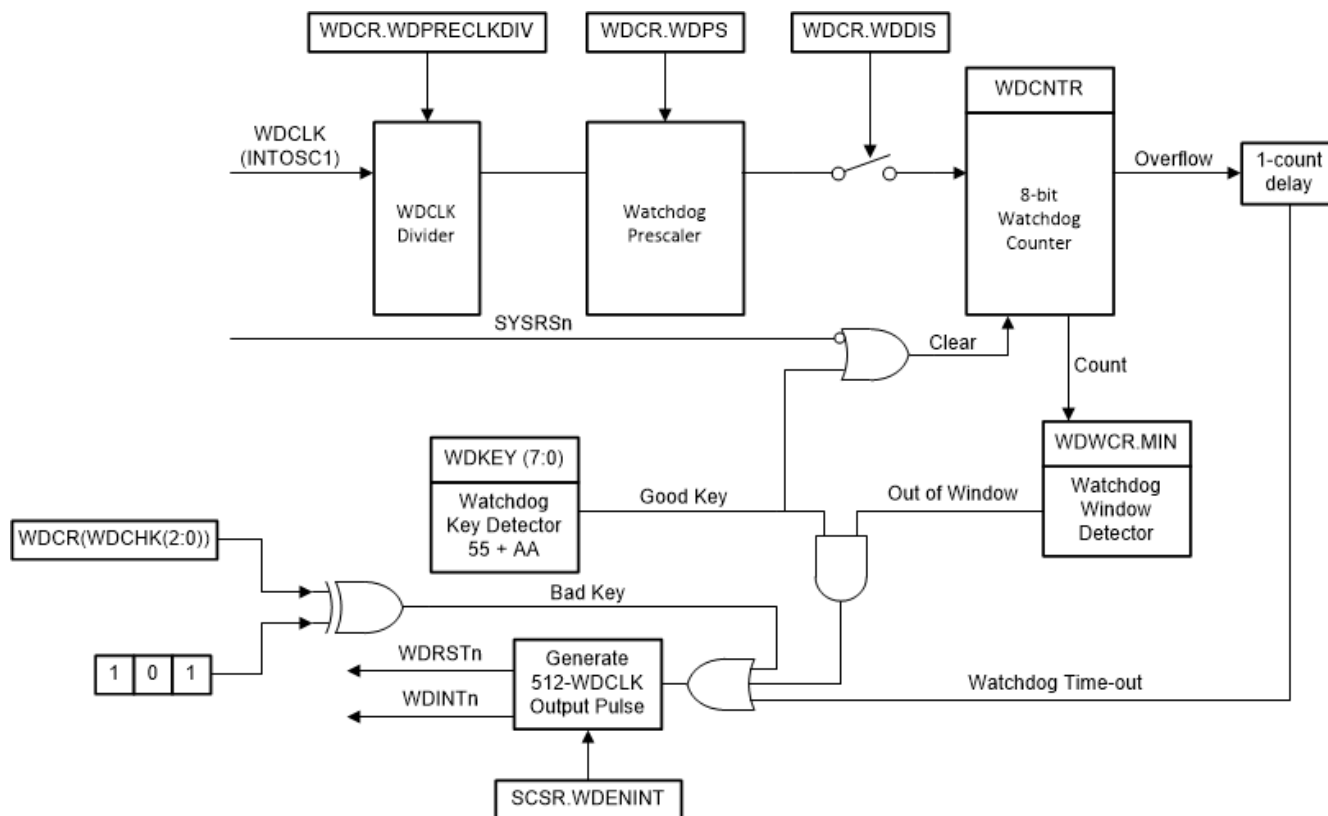 WDCR.WDPRECLKDIV
WDCR.WDPS
WDCR.WDDIS
WDCNTR
WDCLK
(INTOSC1)
WDCLK
Divider
Watchdog
Prescaler
8-bit
Watchdog
Counter
Overflow
1-count
delay
SYSRSn
Clear
Count
WDKEY (7:0)
Watchdog
Key Detector
55 + AA
Good Key
Out of Window
WDWCR.MIN
Watchdog
Window
Detector
WDCR(WDCHK(2:0))
Bad Key
1 0 1
WDRSTn
WDINTn
Generate
512-WDCLK
Output Pulse
Watchdog Time-out
SCSR.WDENINT